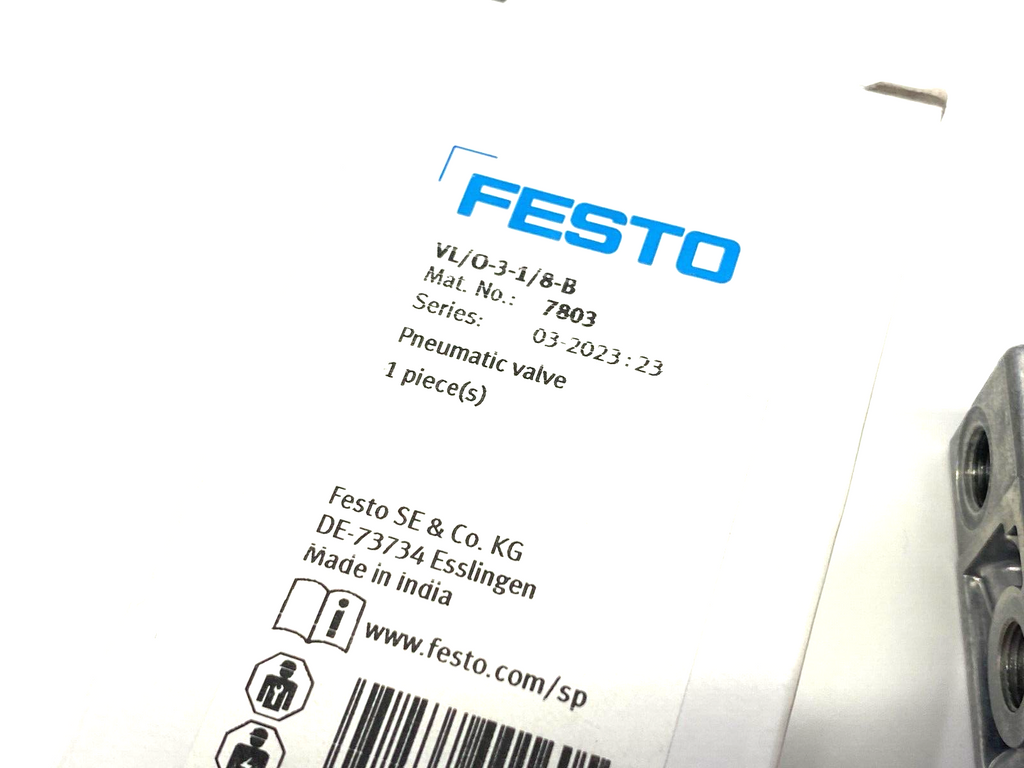 FESTO
VL/O-3-1/8-B
Mat. No.: 7803
Series: 03-2023:23
Pneumatic valve
1 piece(s)
Festo SE & Co. KG
DE-73734 Esslingen
Made in india
www.festo.com/sp